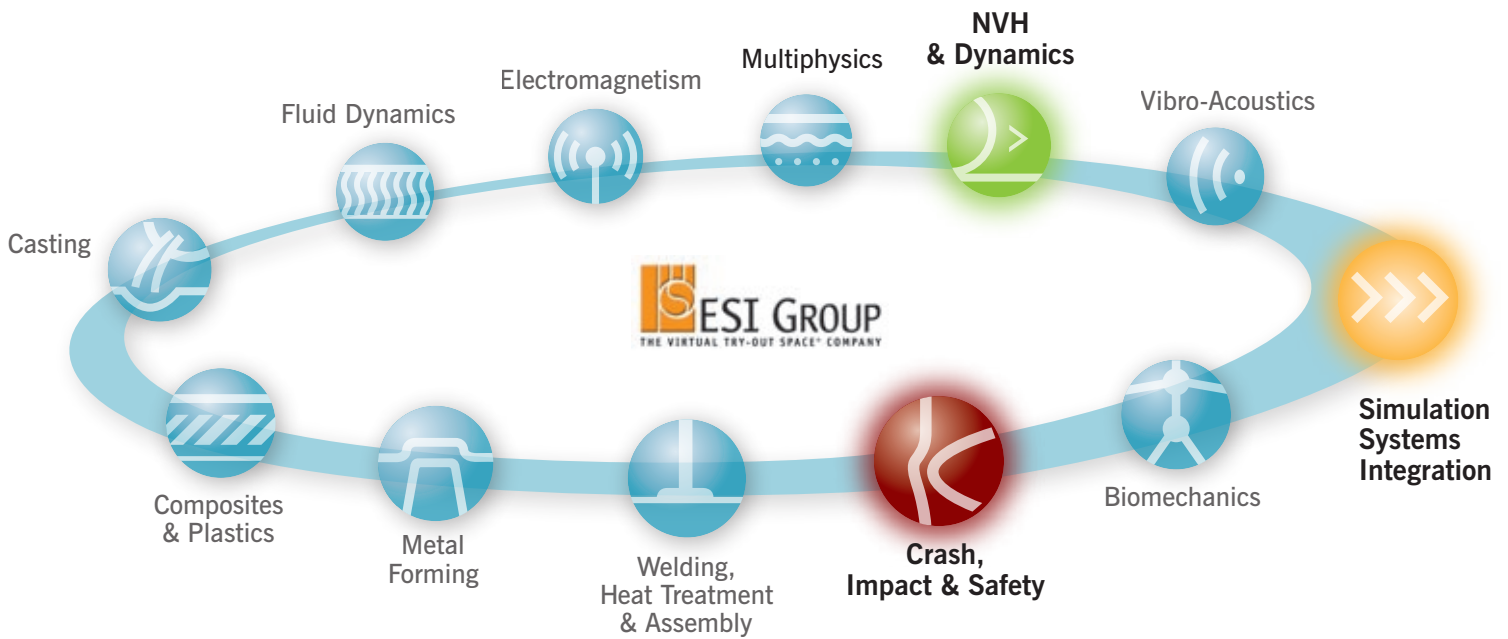 NVH
& Dynamics
Multiphysics
Electromagnetism
Vibro-Acoustics
Fluid Dynamics
Casting
ESI GROUP
THE VIRTUAL TRY-OUT SPACE® COMPANY
Simulation
Systems
Integration
Biomechanics
Composites
& Plastics
Metal
Forming
Welding,
Heat Treatment
& Assembly
Crash,
Impact & Safety